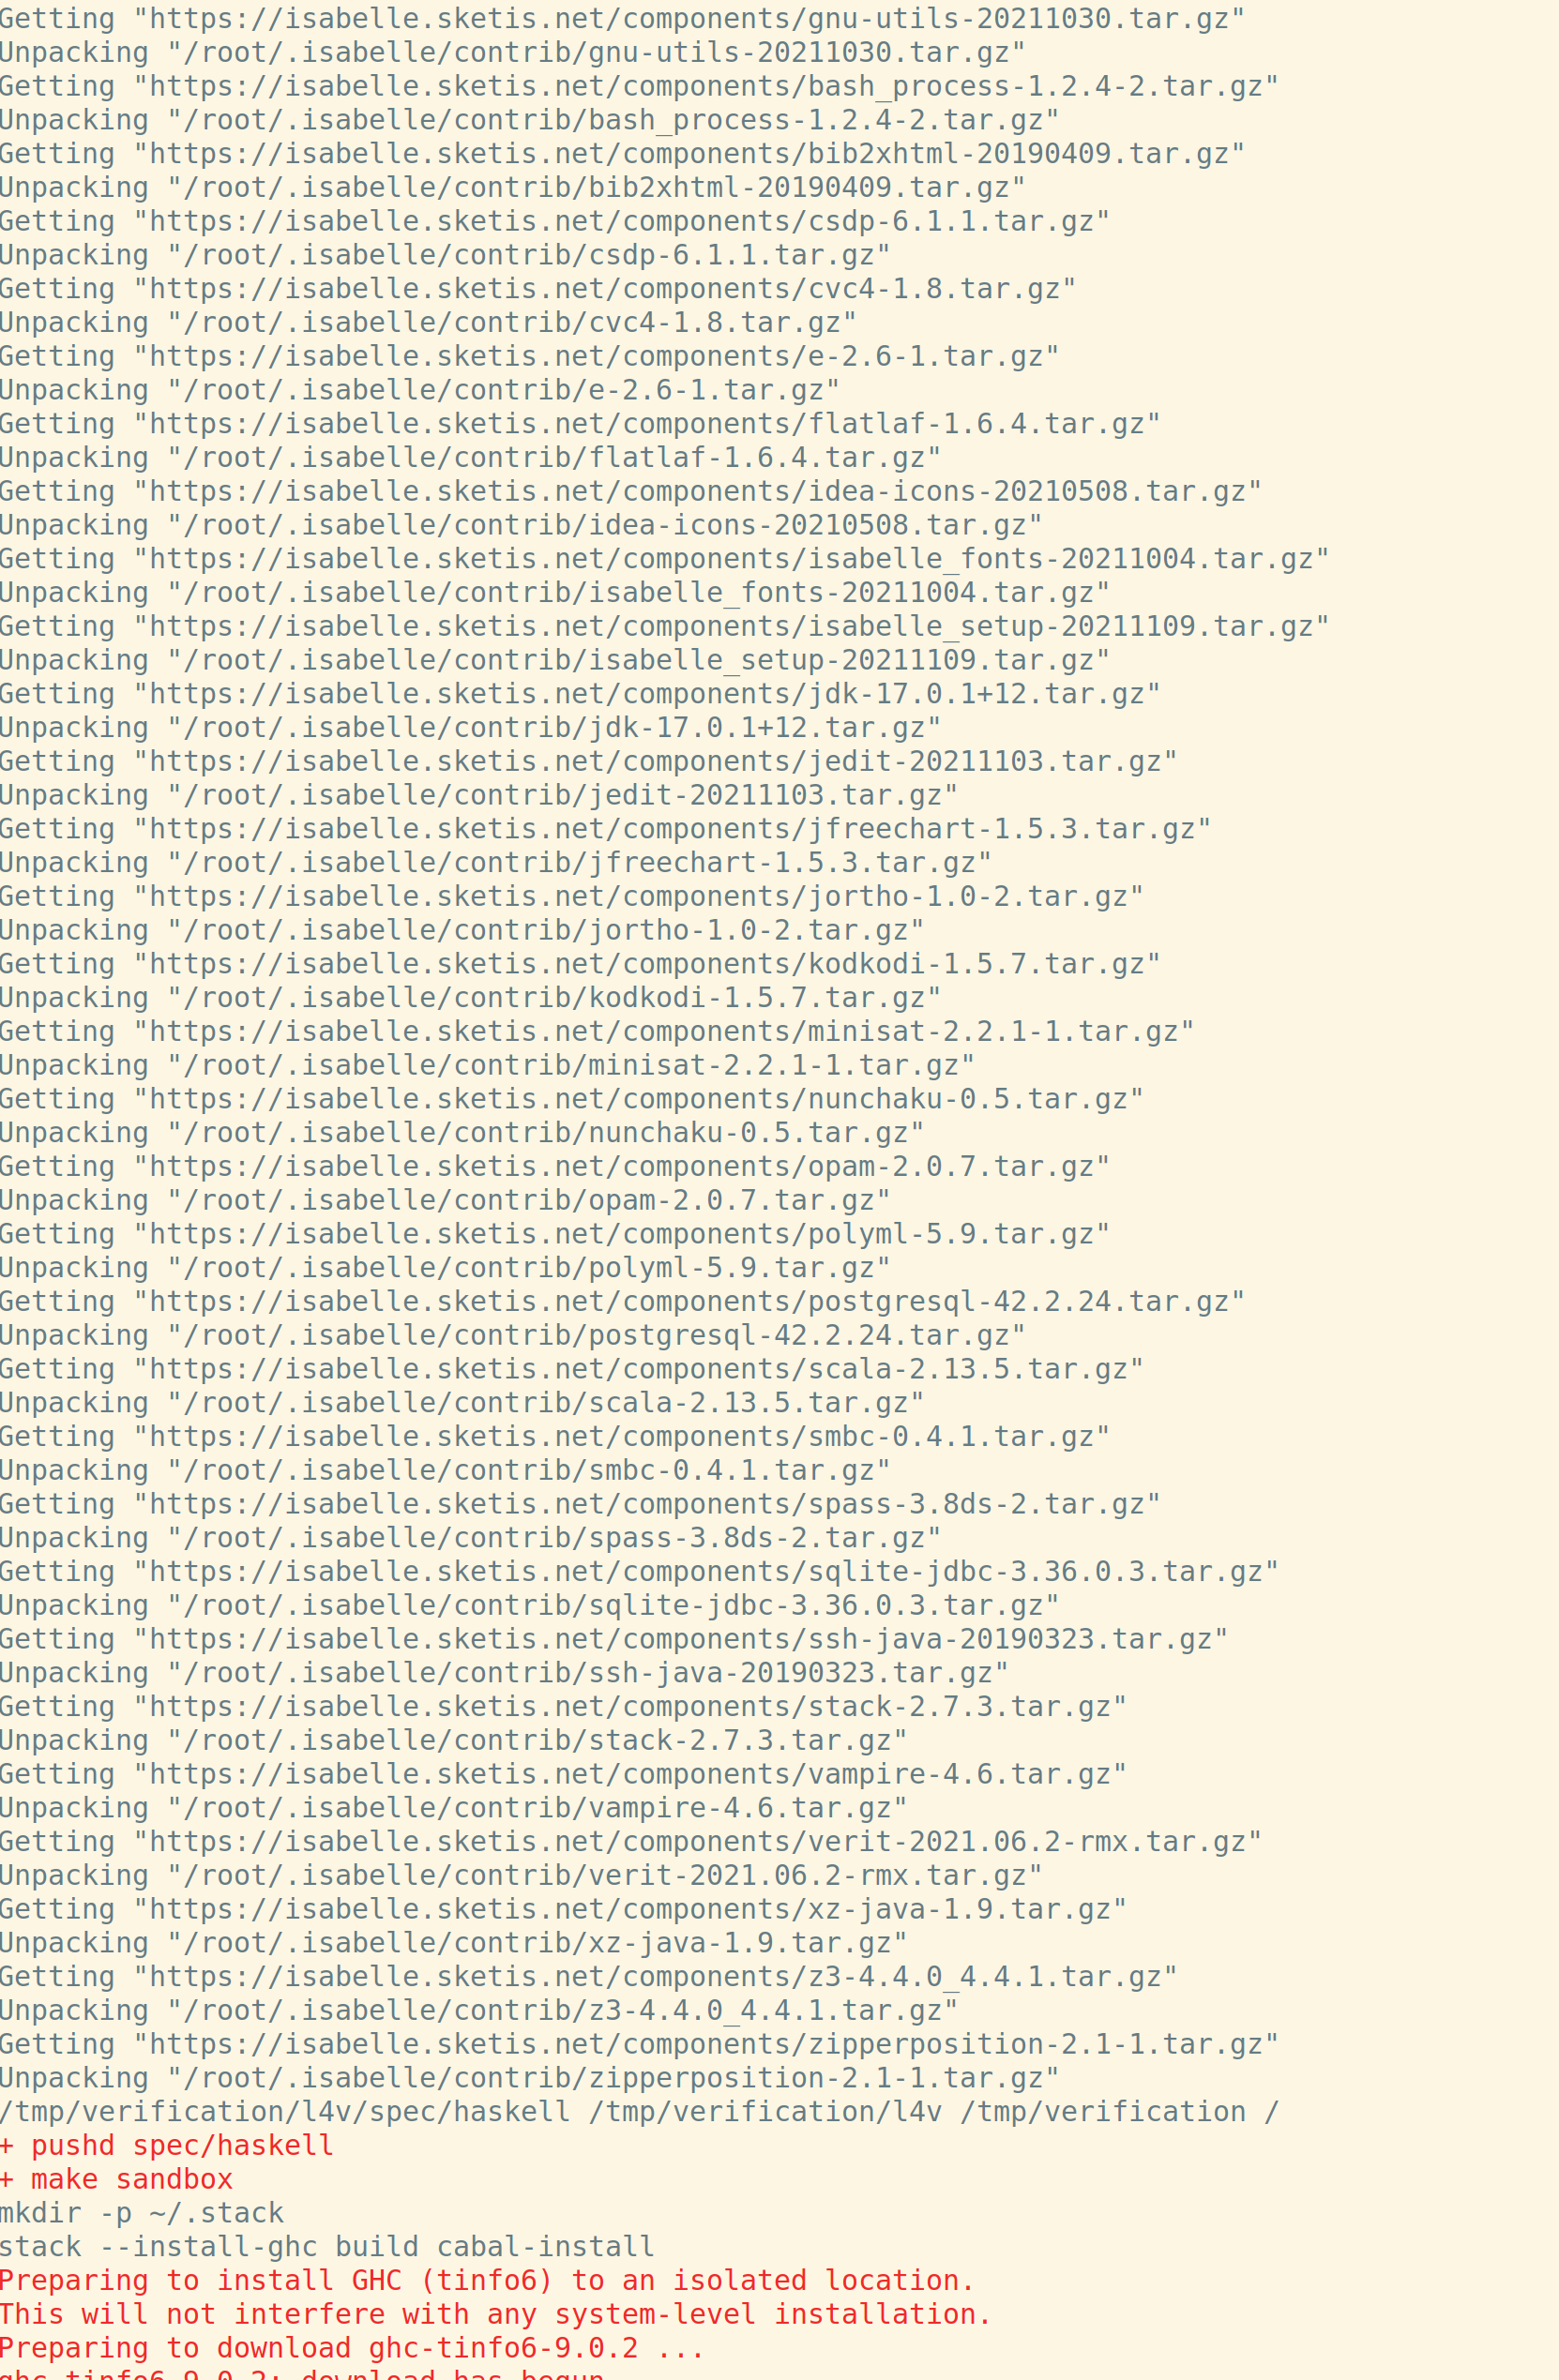 Getting "https://isabelle.sketis.net/components/gnu-utils-20211030.tar.gz"
Unpacking "/root/.isabelle/contrib/gnu-utils-20211030.tar.gz"
Getting "https://isabelle.sketis.net/components/bash_process-1.2.4-2.tar.gz"
Unpacking "/root/.isabelle/contrib/bash_process-1.2.4-2.tar.gz"
Getting "https://isabelle.sketis.net/components/bib2xhtml-20190409.tar.gz"
Unpacking "/root/.isabelle/contrib/bib2xhtml-20190409.tar.gz"
Getting "https://isabelle.sketis.net/components/csdp-6.1.1.tar.gz"
Unpacking "/root/.isabelle/contrib/csdp-6.1.1.tar.gz"
Getting "https://isabelle.sketis.net/components/cvc4-1.8.tar.gz"
Unpacking "/root/.isabelle/contrib/cvc4-1.8.tar.gz"
Getting "https://isabelle.sketis.net/components/e-2.6-1.tar.gz"
Unpacking "/root/.isabelle/contrib/e-2.6-1.tar.gz"
Getting "https://isabelle.sketis.net/components/flatlaf-1.6.4.tar.gz"
Unpacking "/root/.isabelle/contrib/flatlaf-1.6.4.tar.gz"
Getting "https://isabelle.sketis.net/components/idea-icons-20210508.tar.gz"
Unpacking "/root/.isabelle/contrib/idea-icons-20210508.tar.gz"
Getting "https://isabelle.sketis.net/components/isabelle_fonts-20211004.tar.gz"
Unpacking "/root/.isabelle/contrib/isabelle_fonts-20211004.tar.gz"
Getting "https://isabelle.sketis.net/components/isabelle_setup-20211109.tar.gz"
Unpacking "/root/.isabelle/contrib/isabelle_setup-20211109.tar.gz"
Getting "https://isabelle.sketis.net/components/jdk-17.0.1+12.tar.gz"
Unpacking "/root/.isabelle/contrib/jdk-17.0.1+12.tar.gz"
Getting "https://isabelle.sketis.net/components/jedit-20211103.tar.gz"
Unpacking "/root/.isabelle/contrib/jedit-20211103.tar.gz"
Getting "https://isabelle.sketis.net/components/jfreechart-1.5.3.tar.gz"
Unpacking "/root/.isabelle/contrib/jfreechart-1.5.3.tar.gz"
Getting "https://isabelle.sketis.net/components/jortho-1.0-2.tar.gz"
Unpacking "/root/.isabelle/contrib/jortho-1.0-2.tar.gz"
Getting "https://isabelle.sketis.net/components/kodkodi-1.5.7.tar.gz"
Unpacking "/root/.isabelle/contrib/kodkodi-1.5.7.tar.gz"
Getting "https://isabelle.sketis.net/components/minisat-2.2.1-1.tar.gz"
Unpacking "/root/.isabelle/contrib/minisat-2.2.1-1.tar.gz"
Getting "https://isabelle.sketis.net/components/nunchaku-0.5.tar.gz"
Unpacking "/root/.isabelle/contrib/nunchaku-0.5.tar.gz"
Getting "https://isabelle.sketis.net/components/opam-2.0.7.tar.gz"
Unpacking "/root/.isabelle/contrib/opam-2.0.7.tar.gz"
Getting "https://isabelle.sketis.net/components/polyml-5.9.tar.gz"
Unpacking "/root/.isabelle/contrib/polyml-5.9.tar.gz"
Getting "https://isabelle.sketis.net/components/postgresql-42.2.24.tar.gz"
Unpacking "/root/.isabelle/contrib/postgresql-42.2.24.tar.gz"
Getting "https://isabelle.sketis.net/components/scala-2.13.5.tar.gz"
Unpacking "/root/.isabelle/contrib/scala-2.13.5.tar.gz"
Getting "https://isabelle.sketis.net/components/smbc-0.4.1.tar.gz"
Unpacking "/root/.isabelle/contrib/smbc-0.4.1.tar.gz"
Getting "https://isabelle.sketis.net/components/spass-3.8ds-2.tar.gz"
Unpacking "/root/.isabelle/contrib/spass-3.8ds-2.tar.gz"
Getting "https://isabelle.sketis.net/components/sqlite-jdbc-3.36.0.3.tar.gz"
Unpacking "/root/.isabelle/contrib/sqlite-jdbc-3.36.0.3.tar.gz"
Getting "https://isabelle.sketis.net/components/ssh-java-20190323.tar.gz"
Unpacking "/root/.isabelle/contrib/ssh-java-20190323.tar.gz"
Getting "https://isabelle.sketis.net/components/stack-2.7.3.tar.gz"
Unpacking "/root/.isabelle/contrib/stack-2.7.3.tar.gz"
Getting "https://isabelle.sketis.net/components/vampire-4.6.tar.gz"
Unpacking "/root/.isabelle/contrib/vampire-4.6.tar.gz"
Getting "https://isabelle.sketis.net/components/verit-2021.06.2-rmx.tar.gz"
Unpacking "/root/.isabelle/contrib/verit-2021.06.2-rmx.tar.gz"
Getting "https://isabelle.sketis.net/components/xz-java-1.9.tar.gz"
Unpacking "/root/.isabelle/contrib/xz-java-1.9.tar.gz"
Getting "https://isabelle.sketis.net/components/z3-4.4.0_4.4.1.tar.gz"
Unpacking "/root/.isabelle/contrib/z3-4.4.0_4.4.1.tar.gz"
Getting "https://isabelle.sketis.net/components/zipperposition-2.1-1.tar.gz"
Unpacking "/root/.isabelle/contrib/zipperposition-2.1-1.tar.gz"
/tmp/verification/l4v/spec/haskell /tmp/verification/l4v /tmp/verification /
+ pushd spec/haskell
+ make sandbox
mkdir -p ~/.stack
stack --install-ghc build cabal-install
Preparing to install GHC (tinfo6) to an isolated location.
This will not interfere with any system-level installation.
Preparing to download ghc-tinfo6-9.0.2 ...
ghc-tinfo6-9.0.2: download has begun